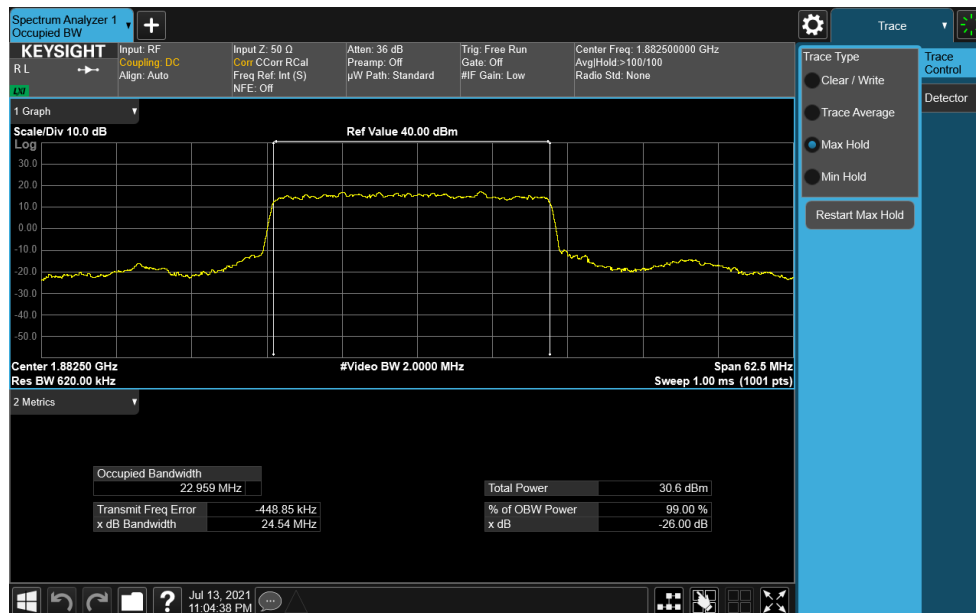 Spectrum Analyzer 1
Occupied BW
Trace
KEYSIGHT
R L
LXI
Input: RF
Coupling: DC
Align: Auto
Input Z: 50 Ω
Corr CCorr RCal
Freq Ref: Int (S)
NFE: Off
Atten: 36 dB
Preamp: Off
µW Path: Standard
Trig: Free Run
Gate: Off
#IF Gain: Low
Center Freq: 1.882500000 GHz
Avg|Hold:>100/100
Radio Std: None
Trace Type
Clear / Write
Trace Average
Max Hold
Min Hold
Restart Max Hold
Trace
Control
Detector
1 Graph
Scale/Div 10.0 dB
Ref Value 40.00 dBm
Log
30.0
20.0
10.0
0.00
-10.0
-20.0
-30.0
-40.0
-50.0
Center 1.88250 GHz
#Video BW 2.0000 MHz
Span 62.5 MHz
Res BW 620.00 kHz
Sweep 1.00 ms (1001 pts)
2 Metrics
Occupied Bandwidth
22.959 MHz
Total Power 30.6 dBm
Transmit Freq Error -448.85 kHz
% of OBW Power 99.00 %
x dB Bandwidth 24.54 MHz
x dB -26.00 dB
Jul 13, 2021
11:04:38 PM